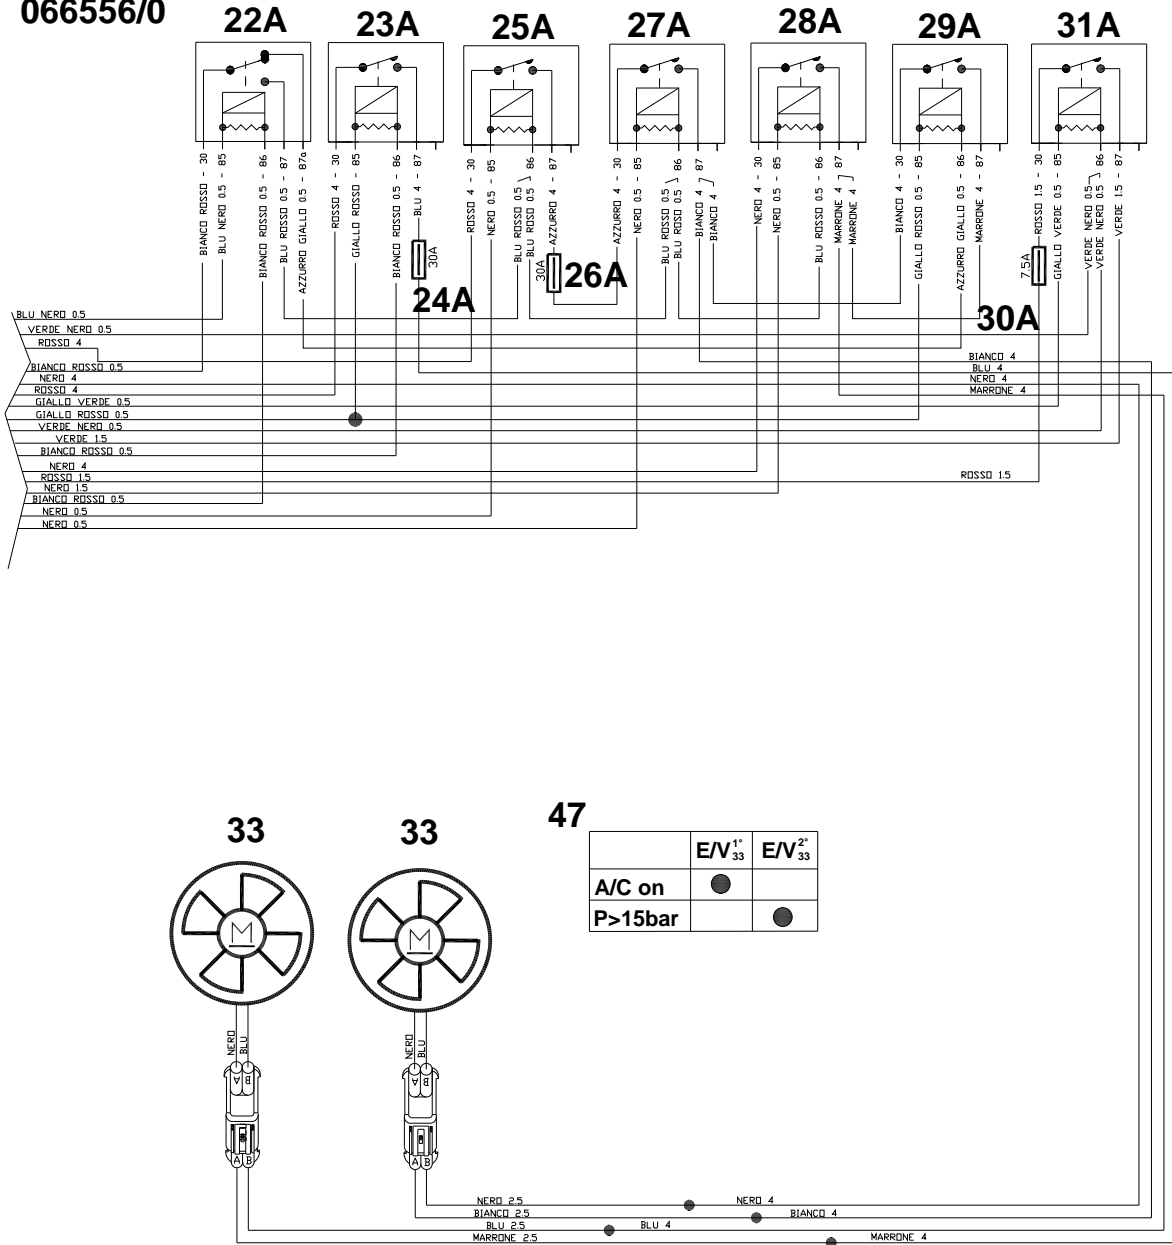 066556/0
22A
23A
25A
27A
28A
29A
31A
BIANCO ROSSO - 30
BLU NERO 0.5 - 85
BIANCO ROSSO 0.5 - 86
BLU ROSSO 0.5 - 87
AZZURRO GIALLO 0.5 - 87a
ROSSO 4 - 30
GIALLO ROSSO - 85
BIANCO ROSSO 0.5 - 86
BLU 4 - 87
ROSSO 4 - 30
NERO 0.5 - 85
BLU ROSSO 0.5
BLU ROSO 0.5
86
AZZURRO 4 - 87
AZZURRO 4 - 30
NERO 0.5 - 85
BLU ROSSO 0.5
BLU ROSO 0.5
86
BIANCO 4
87
BIANCO 4
NERO 4 - 30
NERO 0.5 - 85
BLU ROSSO 0.5 - 86
MARRONE 4
87
MARRONE 4
BIANCO 4 - 30
GIALLO ROSSO 0.5 - 85
AZZURRO GIALLO 0.5 - 86
MARRONE 4 - 87
ROSSO 1.5 - 30
GIALLO VERDE 0.5 - 85
VERDE NERO 0.5
VERDE NERO 0.5
86
VERDE 1.5 - 87
30A
24A
30A
26A
7.5A
30A
BLU NERO 0.5
VERDE NERO 0.5
ROSSO 4
BIANCO ROSSO 0.5
NERO 4
ROSSO 4
GIALLO VERDE 0.5
GIALLO ROSSO 0.5
VERDE NERO 0.5
VERDE 1.5
BIANCO ROSSO 0.5
NERO 4
ROSSO 1.5
NERO 1.5
BIANCO ROSSO 0.5
NERO 0.5
NERO 0.5
BIANCO 4
BLU 4
NERO 4
MARRONE 4
ROSSO 1.5
33
33
47
E/V 1° 33
E/V 2° 33
A/C on
P>15bar
M
M
NERO
BLU
NERO
BLU
A B
A B
A B
A B
NERO 2.5
NERO 4
BIANCO 2.5
BIANCO 4
BLU 2.5
BLU 4
MARRONE 2.5
MARRONE 4